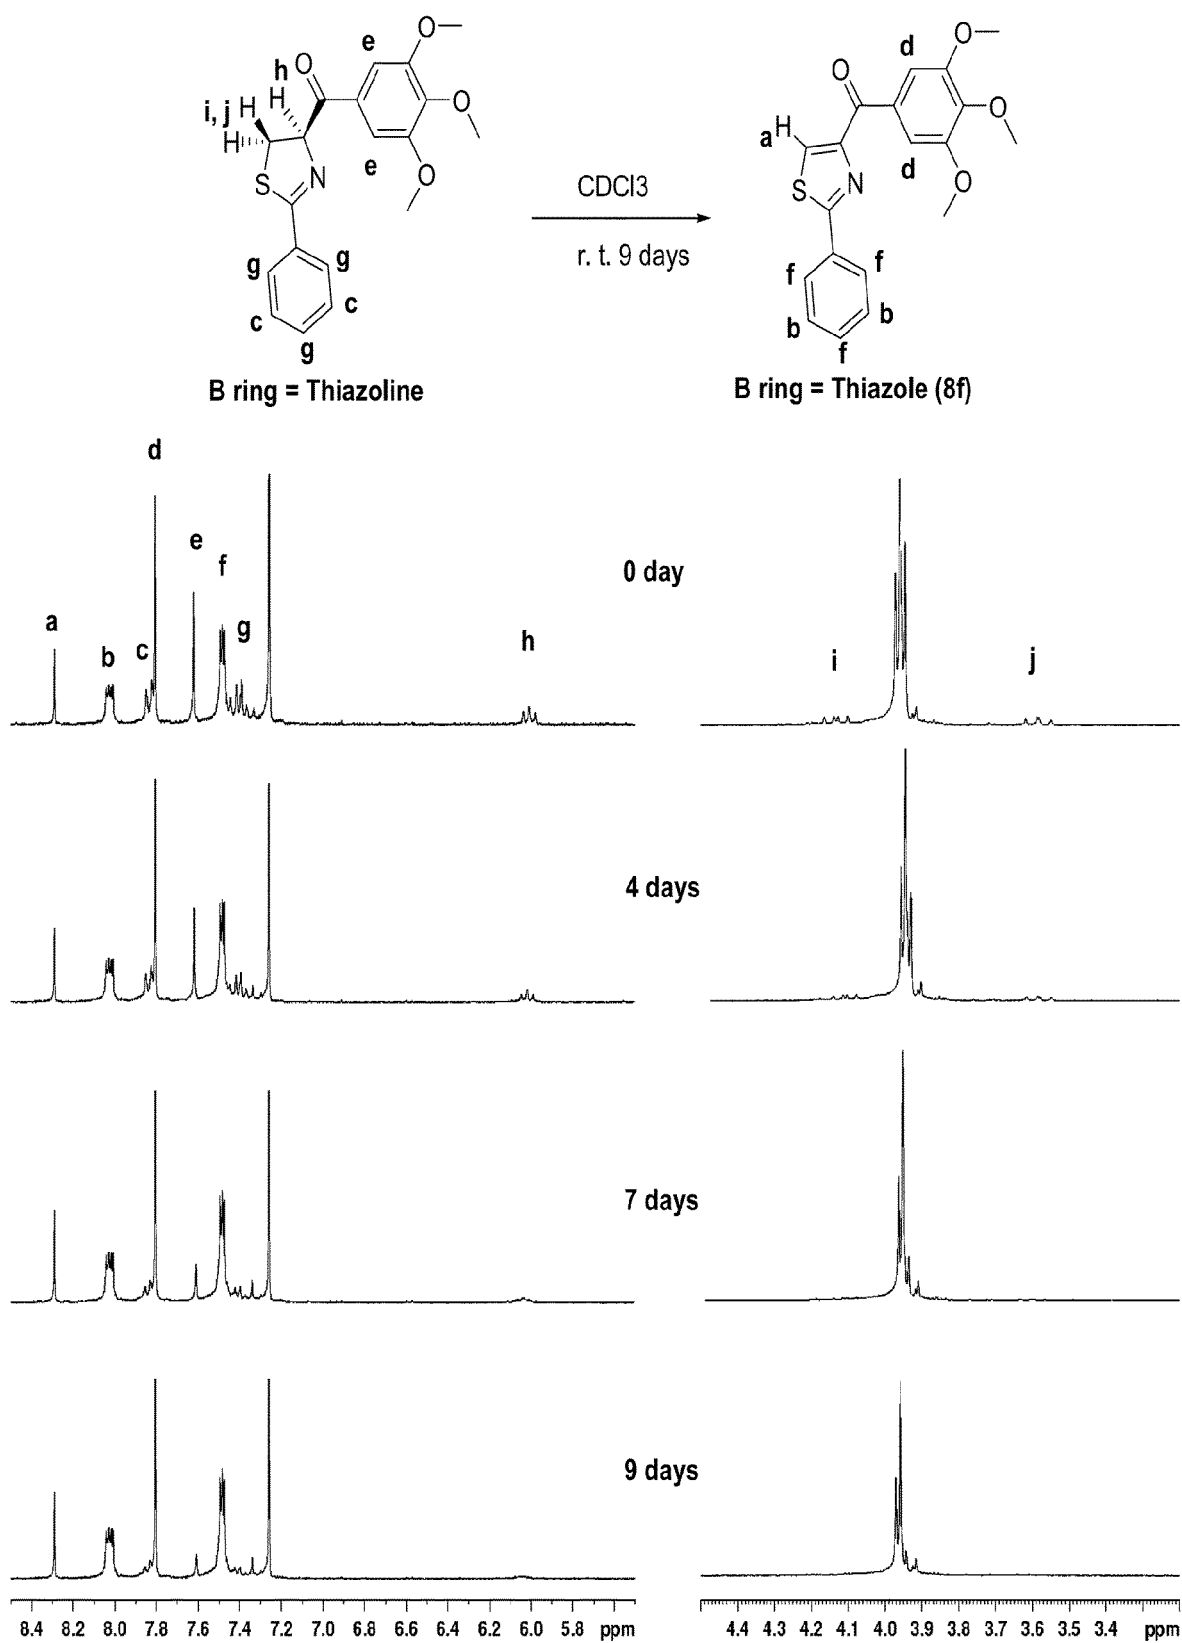 e
O
h
H
i, j
H
H
S
N
O
O
O
e
g
g
c
c
g
B ring = Thiazoline
CDCl3
r. t. 9 days
d
O
O
O
O
d
a
H
S
N
f
f
b
b
f
B ring = Thiazole (8f)
d
e
f
a
b
c
g
h
0 day
i
j
4 days
7 days
9 days
8.4 8.2 8.0 7.8 7.6 7.4 7.2 7.0 6.8 6.6 6.4 6.2 6.0 5.8 ppm
4.4 4.3 4.2 4.1 4.0 3.9 3.8 3.7 3.6 3.5 3.4 ppm